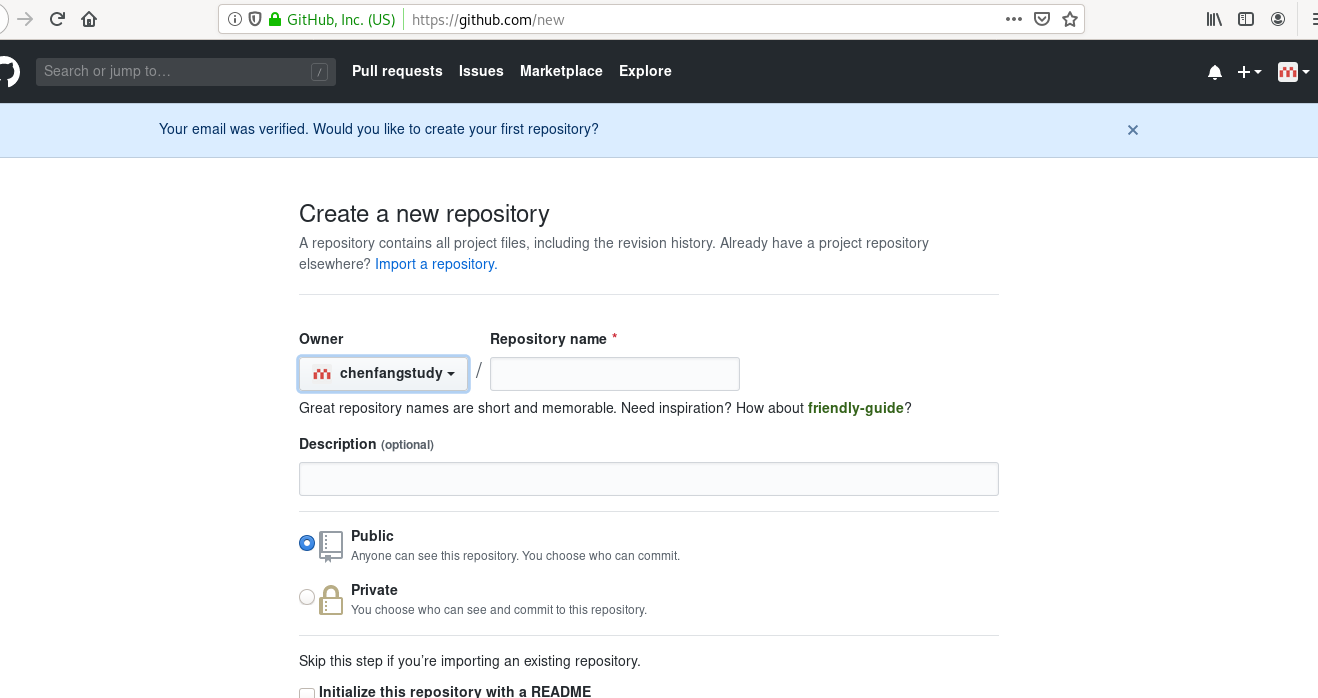 GitHub, Inc. (US) https://github.com/new
Search or jump to… / Pull requests Issues Marketplace Explore
Your email was verified. Would you like to create your first repository?
Create a new repository
A repository contains all project files, including the revision history. Already have a project repository
elsewhere? Import a repository.
Owner Repository name *
chenfangstudy /
Great repository names are short and memorable. Need inspiration? How about friendly-guide?
Description (optional)
Public
Anyone can see this repository. You choose who can commit.
Private
You choose who can see and commit to this repository.
Skip this step if you’re importing an existing repository.
Initialize this repository with a README